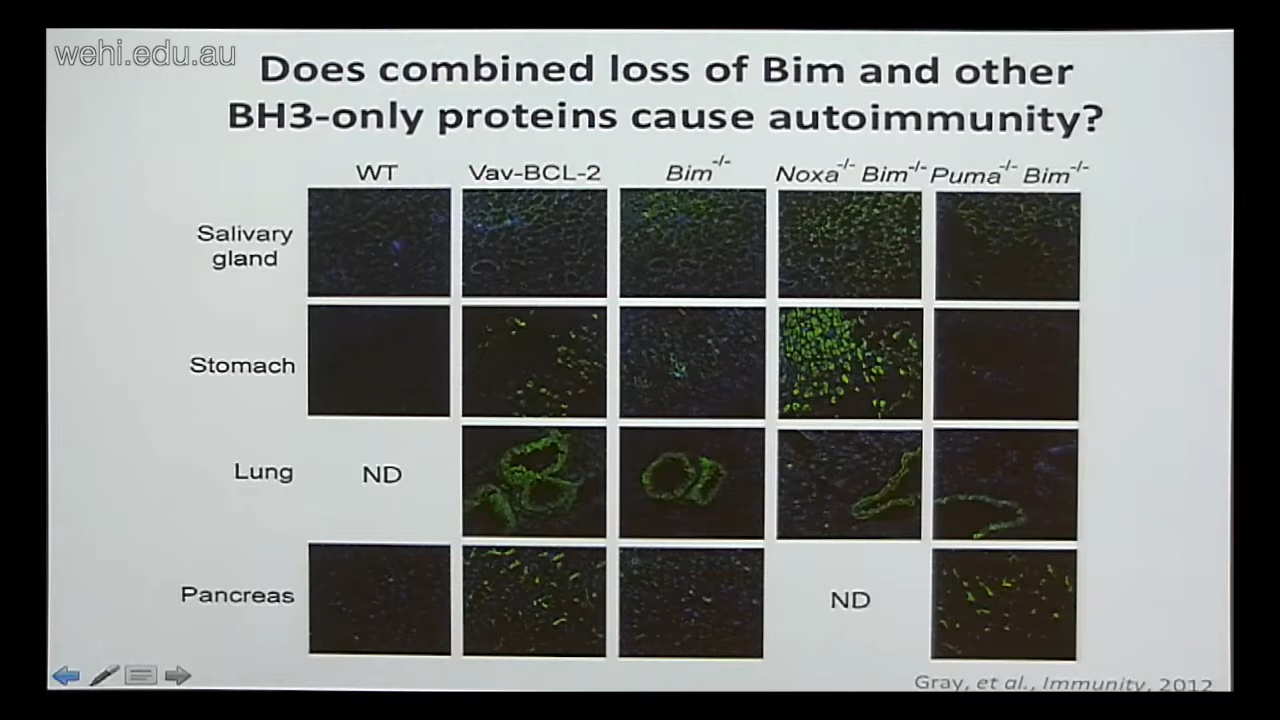 wehi.edu.au
Does combined loss of Bim and other
BH3-only proteins cause autoimmunity?
WT Vav-BCL-2 Bim-/- Noxa-/- Bim-/- Puma-/- Bim-/-
Salivary
gland
Stomach
Lung
ND
Pancreas
ND
Gray, et al., Immunity, 2012